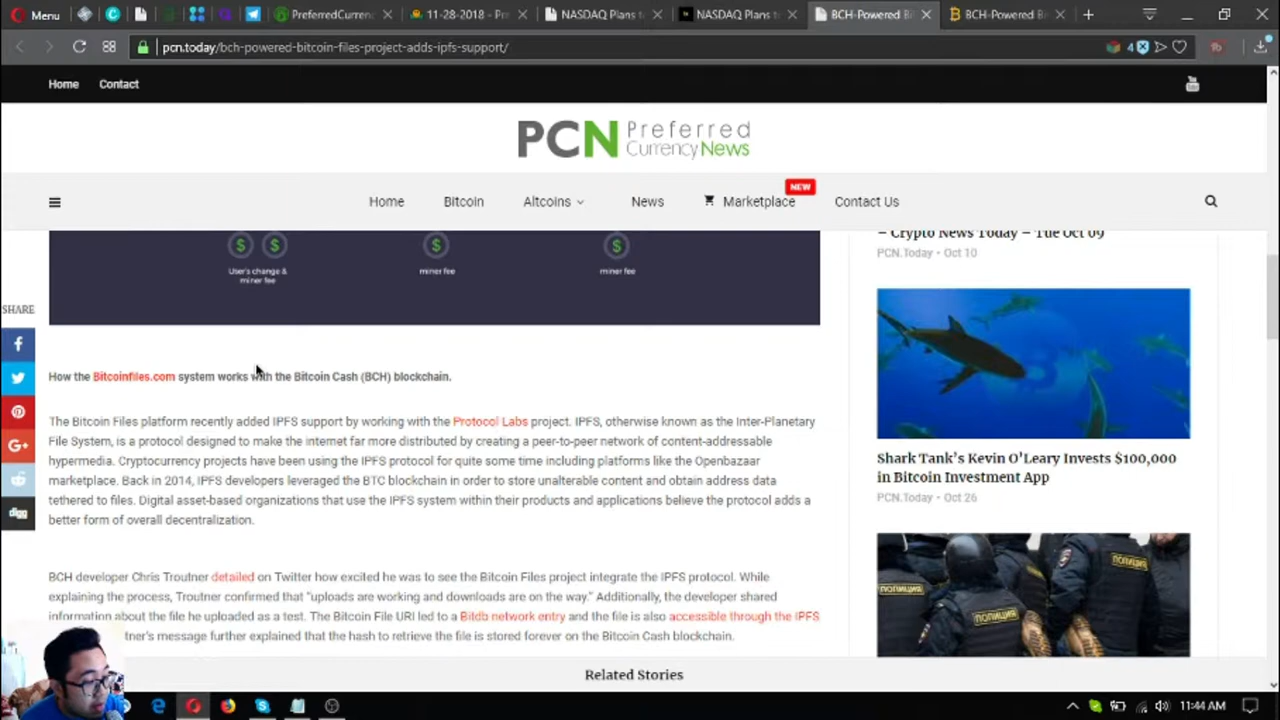 Menu
PreferredCurrenc
11-28-2018 - Pr
NASDAQ Plans to
NASDAQ Plans to
BCH-Powered Bi
BCH-Powered B
pcn.today/bch-powered-bitcoin-files-project-adds-ipfs-support/
4
Home Contact
PCN Preferred
CurrencyNews
NEW
Home Bitcoin Altcoins News Marketplace Contact Us
– Crypto News Today – Tue Oct 09
PCN.Today • Oct 10
User's change &
miner fee
miner fee
miner fee
SHARE
How the Bitcoinfiles.com system works with the Bitcoin Cash (BCH) blockchain.
The Bitcoin Files platform recently added IPFS support by working with the Protocol Labs project. IPFS, otherwise known as the Inter-Planetary
File System, is a protocol designed to make the internet far more distributed by creating a peer-to-peer network of content-addressable
hypermedia. Cryptocurrency projects have been using the IPFS protocol for quite some time including platforms like the Openbazaar
marketplace. Back in 2014, IPFS developers leveraged the BTC blockchain in order to store unalterable content and obtain address data
tethered to files. Digital asset-based organizations that use the IPFS system within their products and applications believe the protocol adds a
better form of overall decentralization.
digg
Shark Tank's Kevin O'Leary Invests $100,000
in Bitcoin Investment App
PCN.Today • Oct 26
BCH developer Chris Troutner detailed on Twitter how excited he was to see the Bitcoin Files project integrate the IPFS protocol. While
explaining the process, Troutner confirmed that "uploads are working and downloads are on the way." Additionally, the developer shared
information about the file he uploaded as a test. The Bitcoin File URI led to a Bitdb network entry and the file is also accessible through the IPFS
tner's message further explained that the hash to retrieve the file is stored forever on the Bitcoin Cash blockchain.
ПОЛИЦИЯ
ПОЛИЦИЯ
ПОЛИЦИЯ
Related Stories
11:44 AM